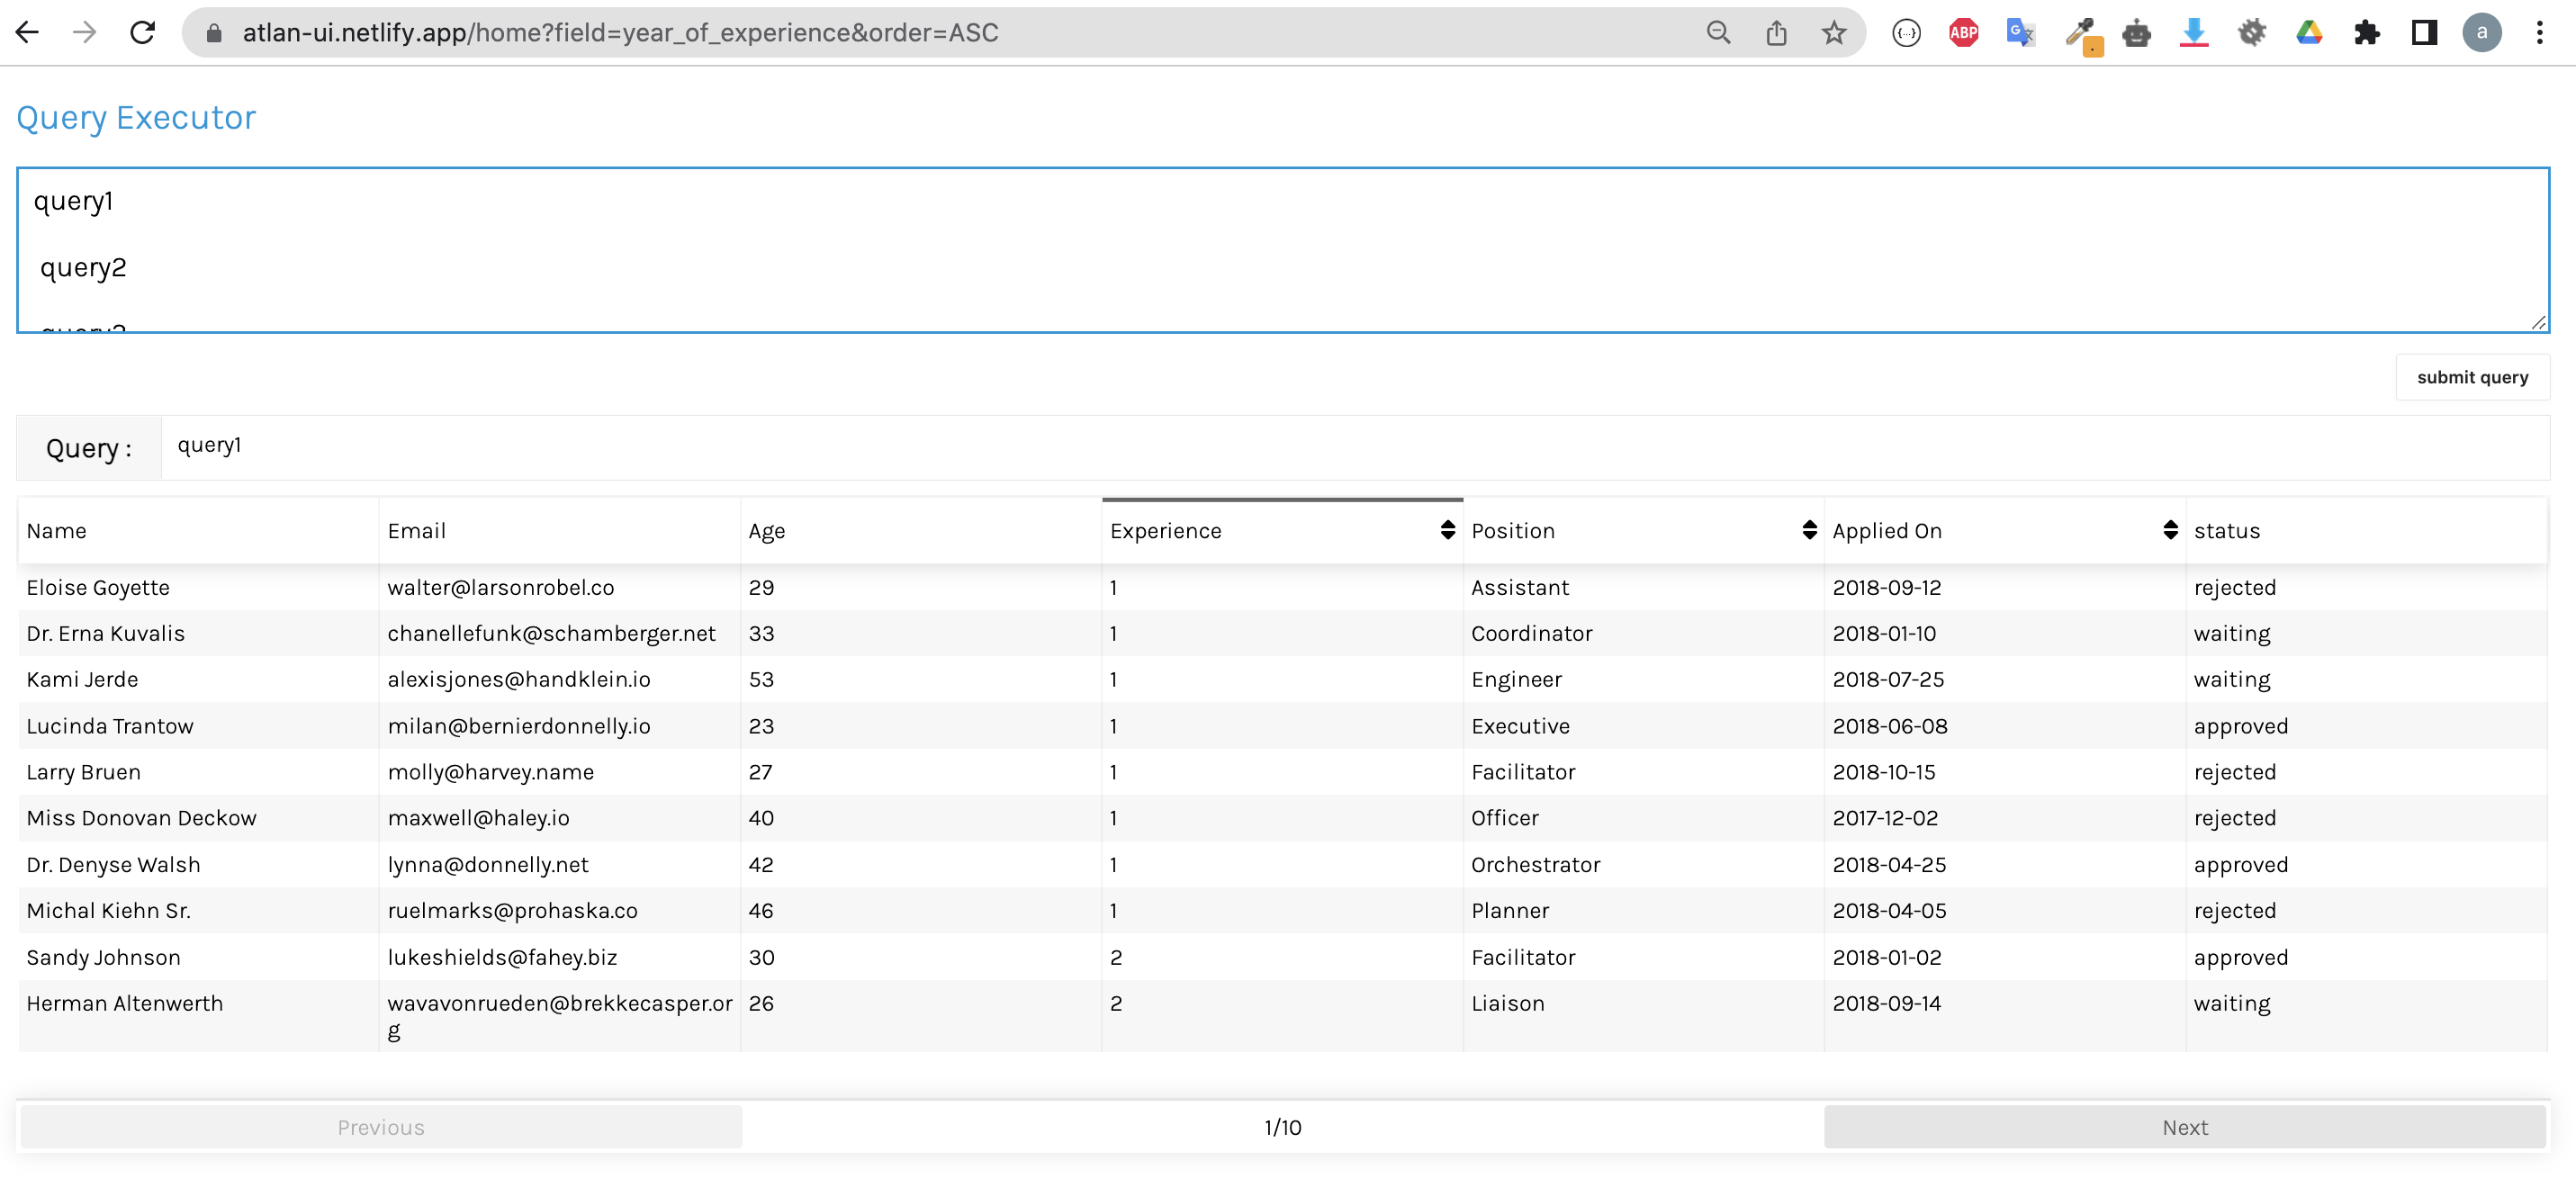 atlan-ui.netlify.app/home?field=year_of_experience&order=ASC
{...} ABP G a
Query Executor
query1
query2
submit query
Query : query1
Name Email Age Experience Position Applied On status
Eloise Goyette walter@larsonrobel.co 29 1 Assistant 2018-09-12 rejected
Dr. Erna Kuvalis chanellefunk@schamberger.net 33 1 Coordinator 2018-01-10 waiting
Kami Jerde alexisjones@handklein.io 53 1 Engineer 2018-07-25 waiting
Lucinda Trantow milan@bernierdonnelly.io 23 1 Executive 2018-06-08 approved
Larry Bruen molly@harvey.name 27 1 Facilitator 2018-10-15 rejected
Miss Donovan Deckow maxwell@haley.io 40 1 Officer 2017-12-02 rejected
Dr. Denyse Walsh lynna@donnelly.net 42 1 Orchestrator 2018-04-25 approved
Michal Kiehn Sr. ruelmarks@prohaska.co 46 1 Planner 2018-04-05 rejected
Sandy Johnson lukeshields@fahey.biz 30 2 Facilitator 2018-01-02 approved
Herman Altenwerth wavavonrueden@brekkecasper.or 26 2 Liaison 2018-09-14 waiting
g
Previous 1/10 Next